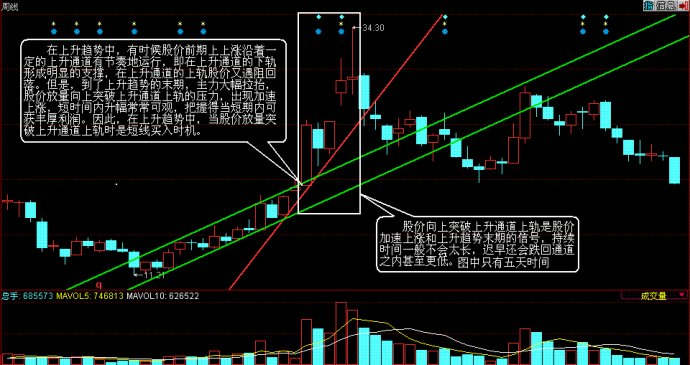 周线
指 信息
34.30
在上升趋势中，有时候股价前期上上涨沿着一
定的上升通道有节奏地运行，即在上升通道的下轨
形成明显的支撑，在上升通道的上轨股价又遇阻回
落。但是，到了上升趋势的末期，主力大幅拉抬，
股价放量向上突破上升通道上轨的压力，出现加速
上涨，短时间内升幅常常可观，把握得当短期内可
获丰厚利润。因此，在上升趋势中，当股价放量突
破上升通道上轨时是短线买入时机。
股价向上突破上升通道上轨是股价
加速上涨和上升趋势末期的信号，持续
时间一般不会太长，迟早还会跌回通道
之内甚至更低。图中只有五天时间
11.21
q
总手: 685573 MAVOL5: 746813 MAVOL10: 626522
成交量